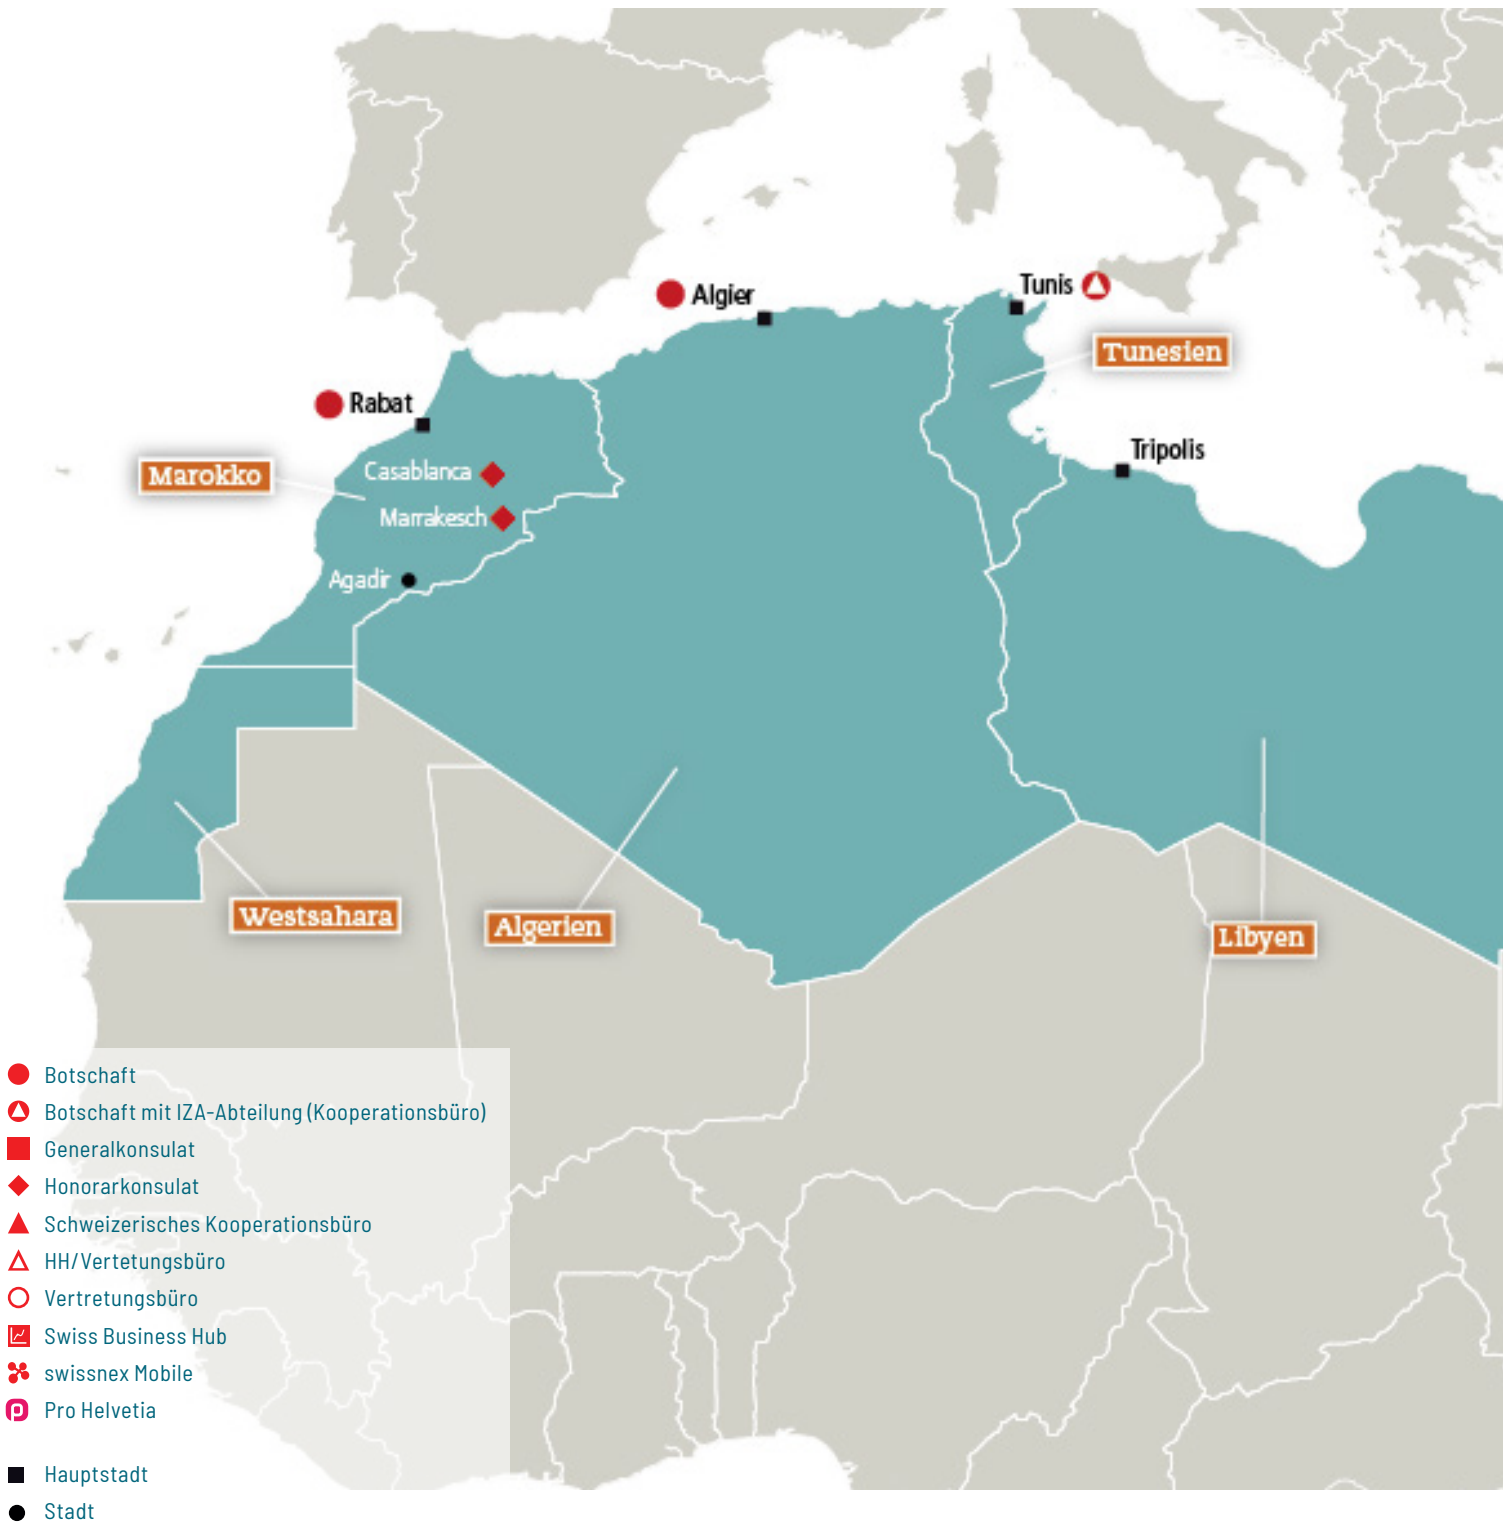 Tunis
Algier
Tunesien
Rabat
Tripolis
Casablanca
Marokko
Marrakesch
Agadir
Westsahara
Algerien
Libyen
Botschaft
Botschaft mit IZA-Abteilung (Kooperationsbüro)
Generalkonsulat
Honorarkonsulat
Schweizerisches Kooperationsbüro
HH/Vertetungsbüro
Vertretungsbüro
Swiss Business Hub
swissnex Mobile
Pro Helvetia
Hauptstadt
Stadt